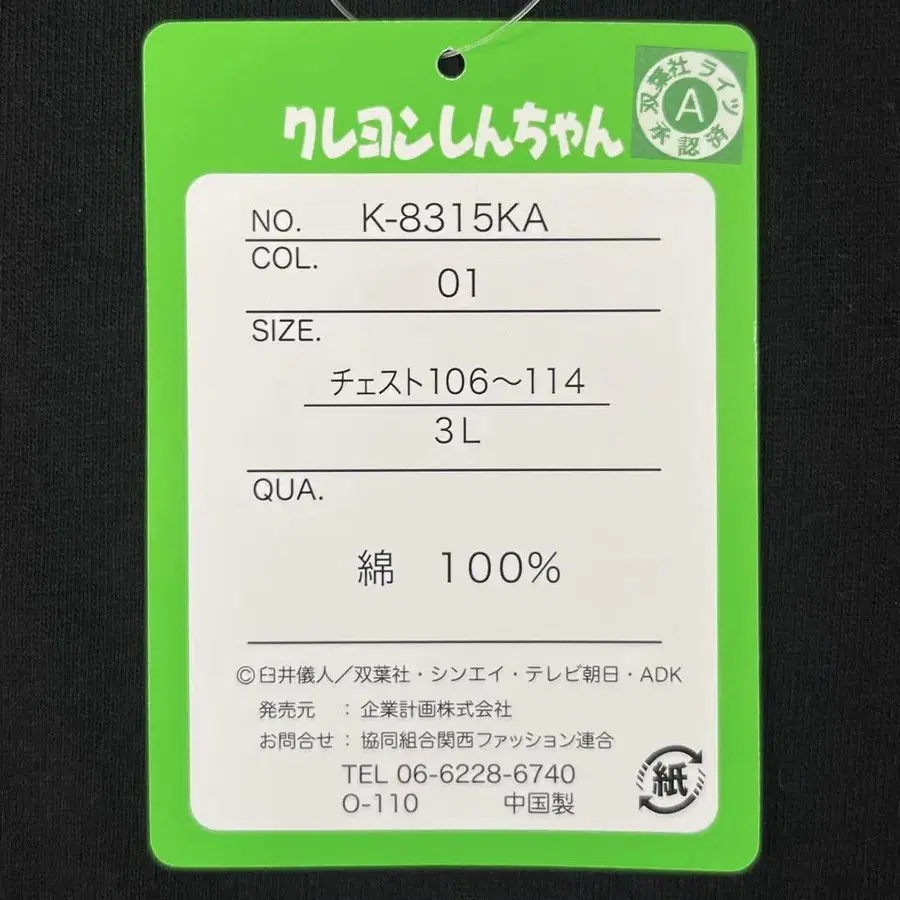 クレヨンしんちゃん
双葉社 ライツ
A
承認済
NO. K-8315KA
COL.
01
SIZE.
チェスト106〜114
3L
QUA.
綿 100%
©臼井儀人／双葉社・シンエイ・テレビ朝日・ADK
発売元 ：企業計画株式会社
お問合せ：協同組合関西ファッション連合
TEL 06-6228-6740
O-110 中国製
紙